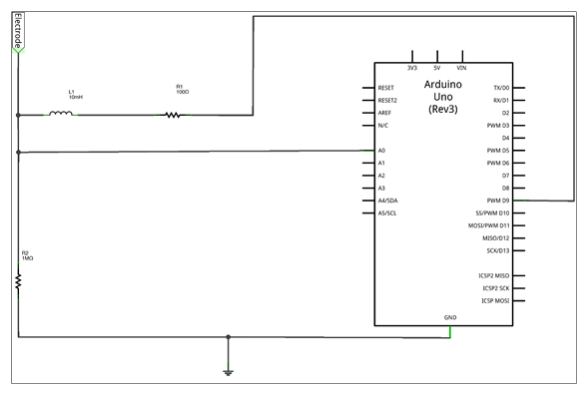 Electrode
L1
10mH
R1
100Ω
R2
1MΩ
Arduino
Uno
(Rev3)
3V3
5V
VIN
RESET
RESET2
AREF
N/C
A0
A1
A2
A3
A4/SDA
A5/SCL
TX/D0
RX/D1
D2
PWM D3
D4
PWM D5
PWM D6
D7
D8
PWM D9
SS/PWM D10
MOSI/PWM D11
MISO/D12
SCK/D13
ICSP2 MISO
ICSP2 SCK
ICSP MOSI
GND